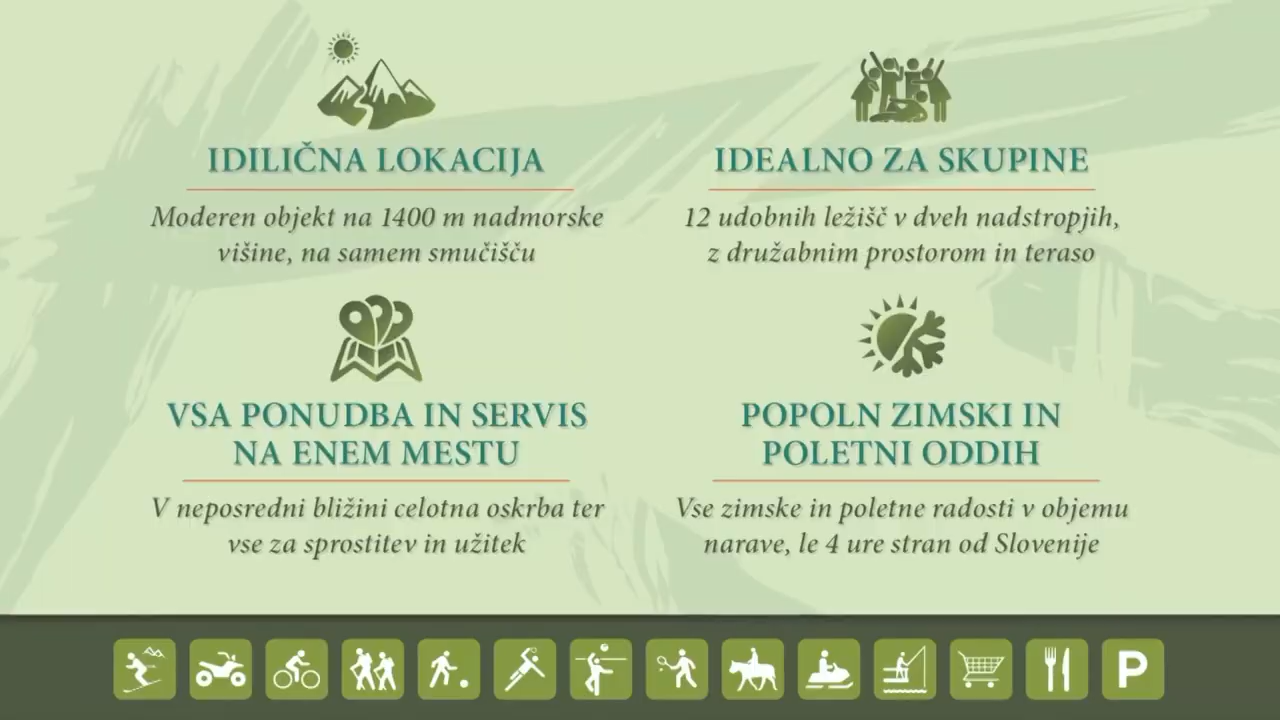 IDILIČNA LOKACIJA
Moderen objekt na 1400 m nadmorske
višine, na samem smučišču
IDEALNO ZA SKUPINE
12 udobnih ležišč v dveh nadstropjih,
z družabnim prostorom in teraso
VSA PONUDBA IN SERVIS
NA ENEM MESTU
V neposredni bližini celotna oskrba ter
vse za sprostitev in užitek
POPOLN ZIMSKI IN
POLETNI ODDIH
Vse zimske in poletne radosti v objemu
narave, le 4 ure stran od Slovenije
P